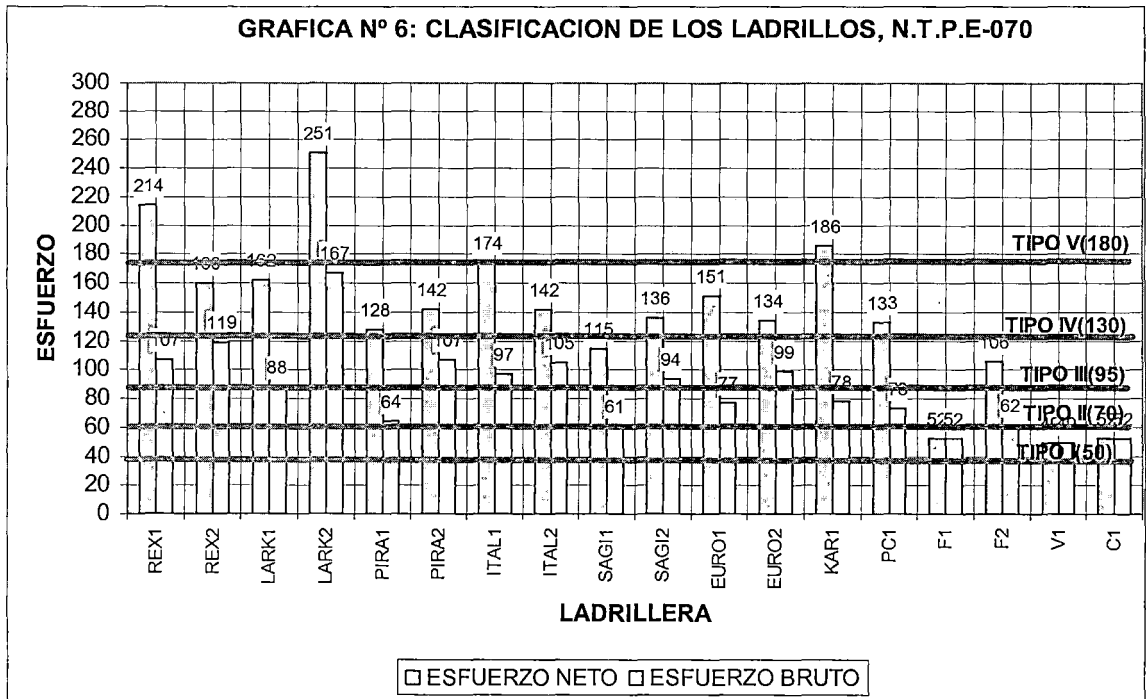 GRAFICA Nº 6: CLASIFICACION DE LOS LADRILLOS, N.T.P.E-070
ESFUERZO
300
280
260
240
220
200
180
160
140
120
100
80
60
40
20
0
214
107
119
162
88
251
167
128
64
142
107
174
97
142
105
115
61
136
94
151
77
134
99
186
78
133
52
52
106
62
TIPO V(180)
TIPO IV(130)
TIPO III(95)
TIPO II(70)
TIPO I(50)
REX1
REX2
LARK1
LARK2
PIRA1
PIRA2
ITAL1
ITAL2
SAGI1
SAGI2
EURO1
EURO2
KAR1
PC1
F1
F2
V1
C1
LADRILLERA
ESFUERZO NETO
ESFUERZO BRUTO